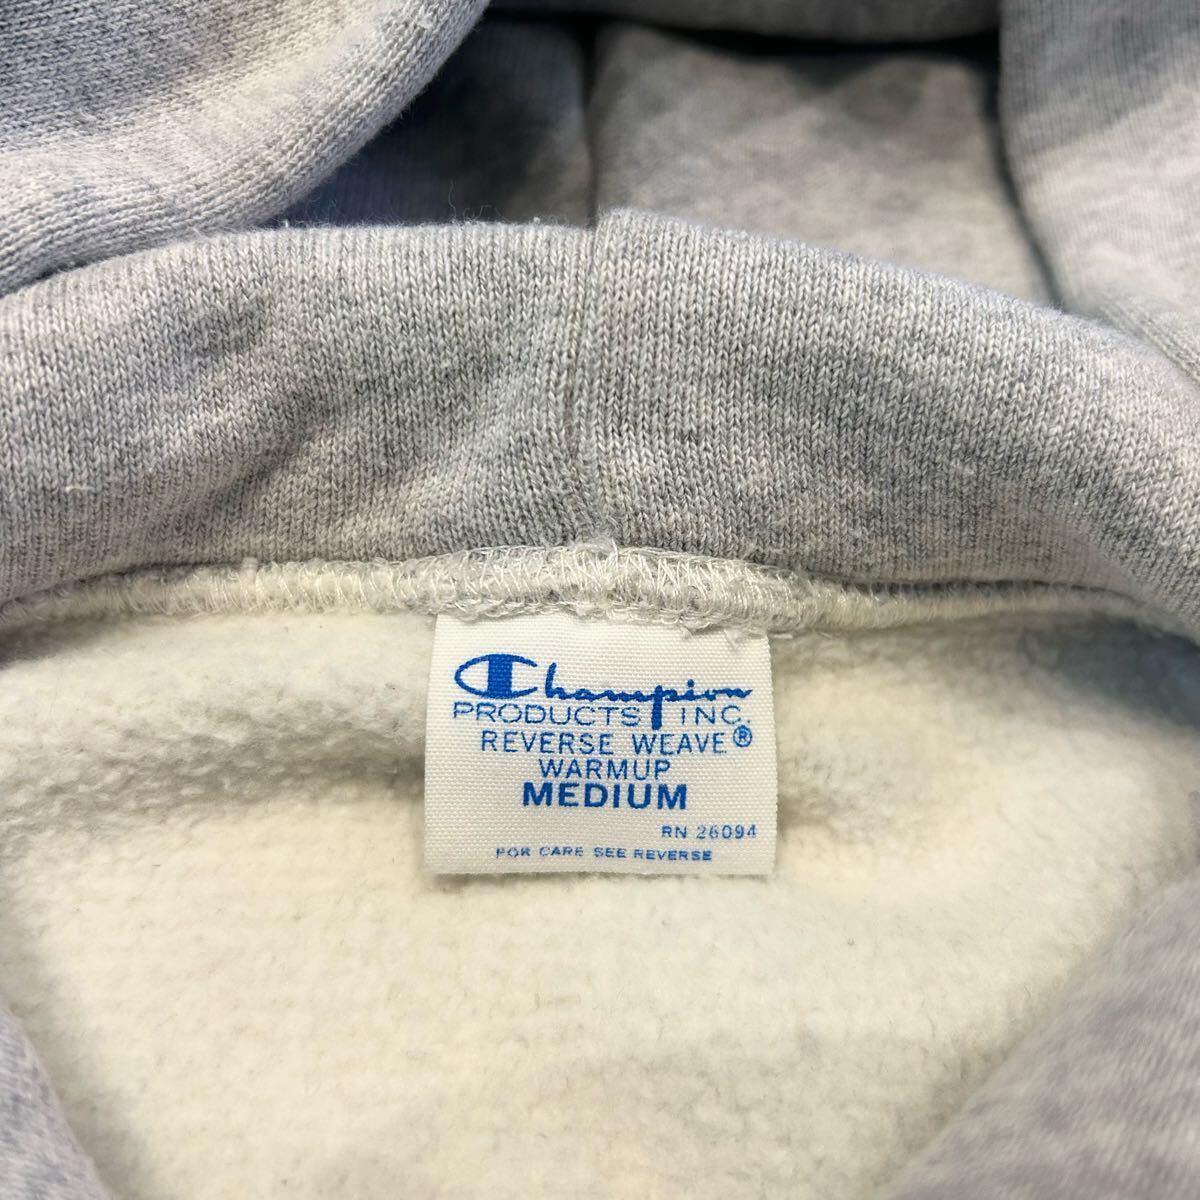 Champion
PRODUCTS INC.
REVERSE WEAVE®
WARMUP
MEDIUM
RN 26094
FOR CARE SEE REVERSE